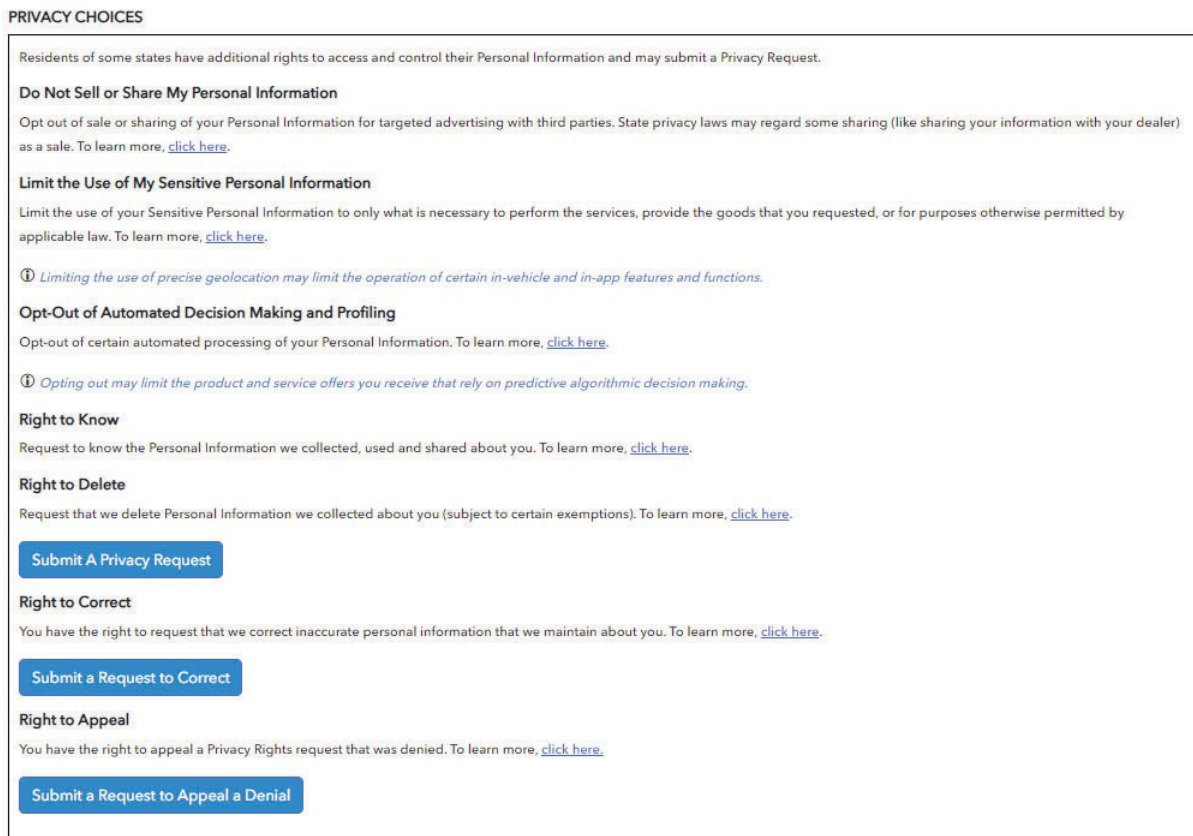 PRIVACY CHOICES
Residents of some states have additional rights to access and control their Personal Information and may submit a Privacy Request.
Do Not Sell or Share My Personal Information
Opt out of sale or sharing of your Personal Information for targeted advertising with third parties. State privacy laws may regard some sharing (like sharing your information with your dealer)
as a sale. To learn more, click here.
Limit the Use of My Sensitive Personal Information
Limit the use of your Sensitive Personal Information to only what is necessary to perform the services, provide the goods that you requested, or for purposes otherwise permitted by
applicable law. To learn more, click here.
ⓘ Limiting the use of precise geolocation may limit the operation of certain in-vehicle and in-app features and functions.
Opt-Out of Automated Decision Making and Profiling
Opt-out of certain automated processing of your Personal Information. To learn more, click here.
ⓘ Opting out may limit the product and service offers you receive that rely on predictive algorithmic decision making.
Right to Know
Request to know the Personal Information we collected, used and shared about you. To learn more, click here.
Right to Delete
Request that we delete Personal Information we collected about you (subject to certain exemptions). To learn more, click here.
Submit A Privacy Request
Right to Correct
You have the right to request that we correct inaccurate personal information that we maintain about you. To learn more, click here.
Submit a Request to Correct
Right to Appeal
You have the right to appeal a Privacy Rights request that was denied. To learn more, click here.
Submit a Request to Appeal a Denial